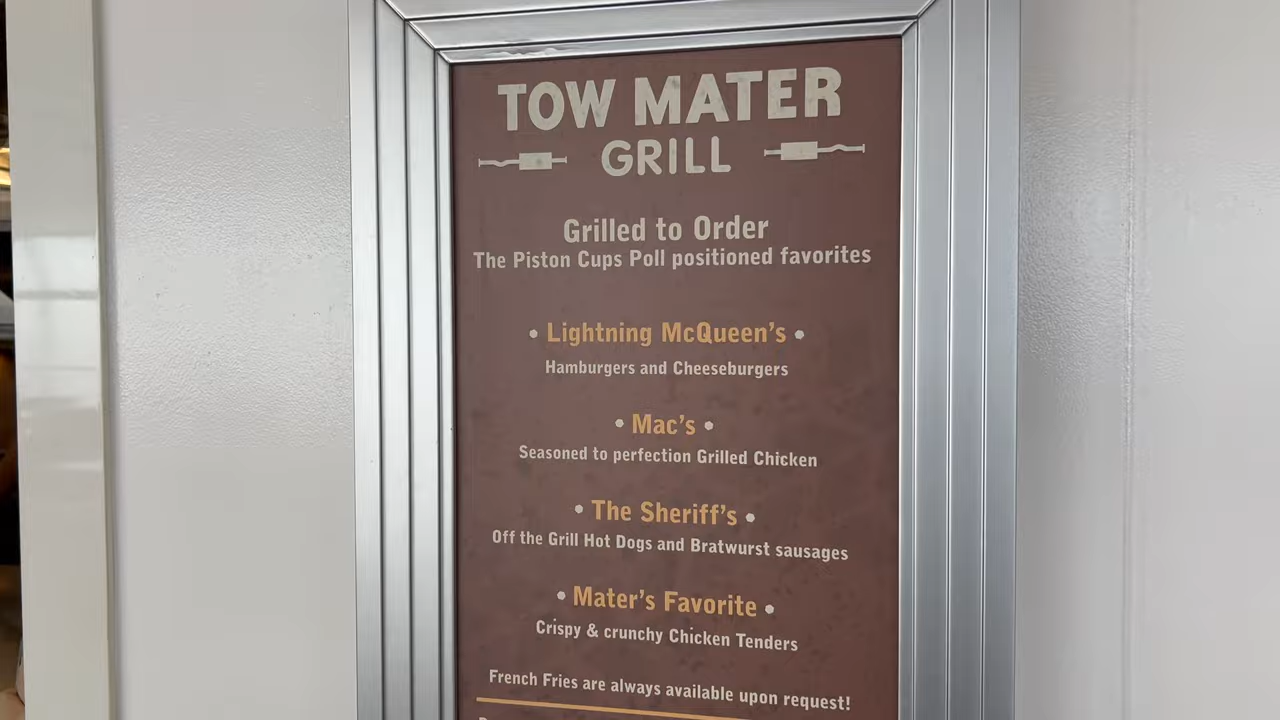 TOW MATER
GRILL
Grilled to Order
The Piston Cups Poll positioned favorites
• Lightning McQueen's •
Hamburgers and Cheeseburgers
• Mac's •
Seasoned to perfection Grilled Chicken
• The Sheriff's •
Off the Grill Hot Dogs and Bratwurst sausages
• Mater's Favorite •
Crispy & crunchy Chicken Tenders
French Fries are always available upon request!